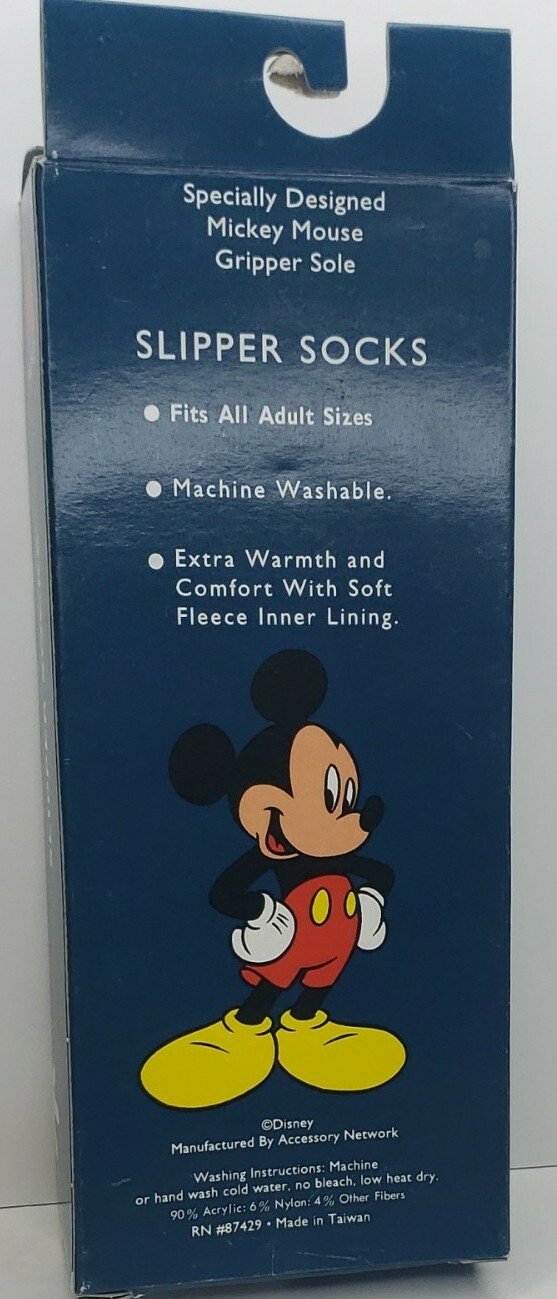 Specially Designed
Mickey Mouse
Gripper Sole
SLIPPER SOCKS
● Fits All Adult Sizes
● Machine Washable.
● Extra Warmth and
Comfort With Soft
Fleece Inner Lining.
©Disney
Manufactured By Accessory Network
Washing Instructions: Machine
or hand wash cold water, no bleach, low heat dry.
90% Acrylic: 6% Nylon: 4% Other Fibers
RN #87429 • Made in Taiwan